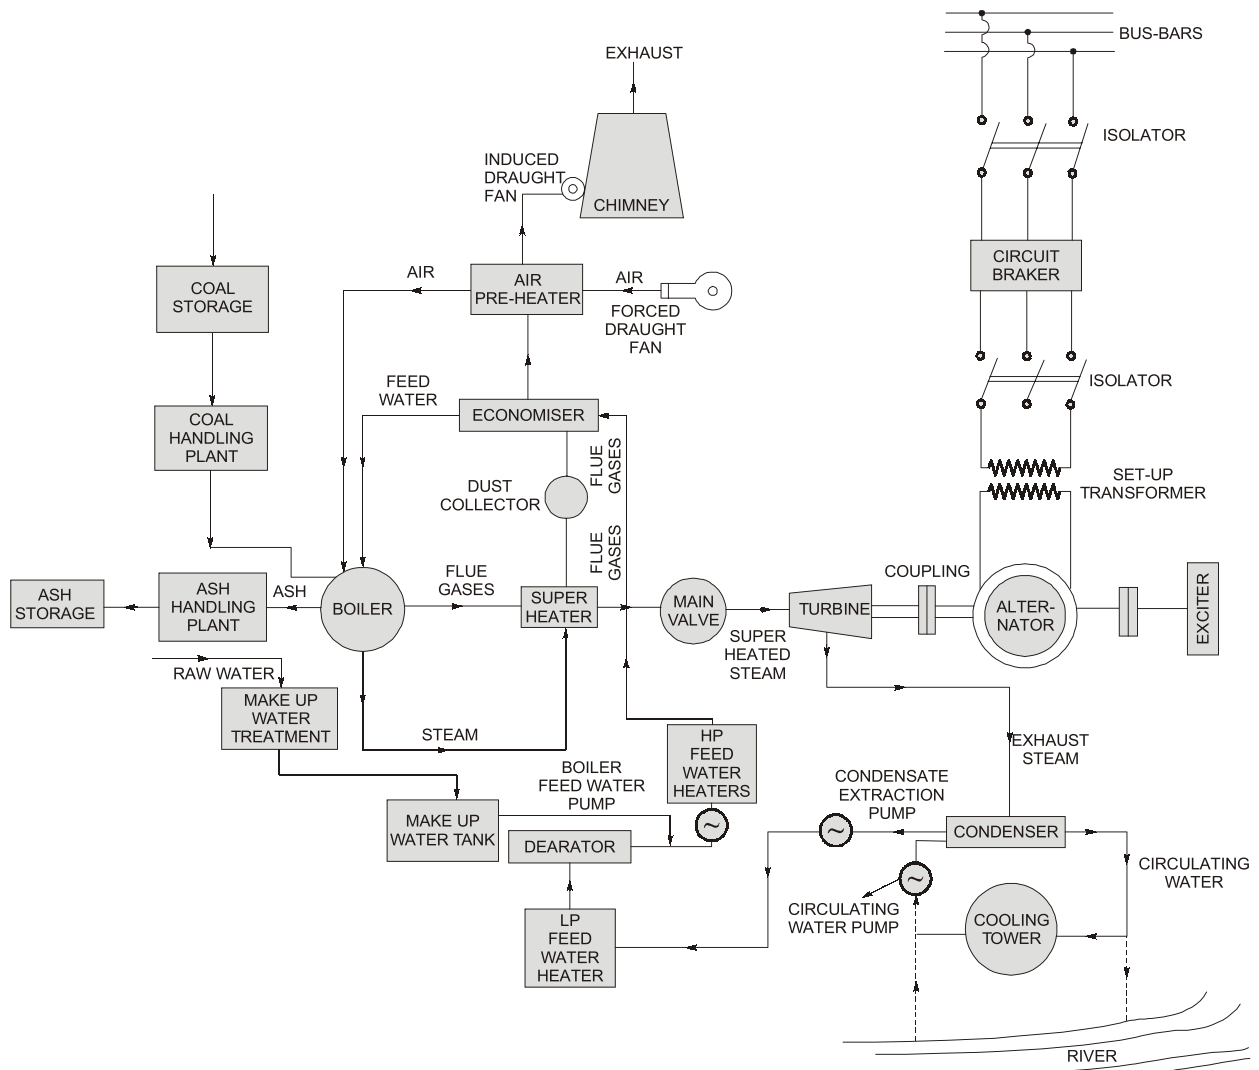 BUS-BARS
EXHAUST
ISOLATOR
INDUCED
DRAUGHT
FAN
CHIMNEY
CIRCUIT
BRAKER
AIR
AIR
PRE-HEATER
AIR
COAL
STORAGE
FORCED
DRAUGHT
FAN
ISOLATOR
FEED
WATER
ECONOMISER
COAL
HANDLING
PLANT
FLUE
GASES
DUST
COLLECTOR
SET-UP
TRANSFORMER
FLUE
GASES
ASH
STORAGE
ASH
HANDLING
PLANT
ASH
BOILER
FLUE
GASES
SUPER
HEATER
MAIN
VALVE
TURBINE
COUPLING
ALTER-
NATOR
EXCITER
SUPER
HEATED
STEAM
RAW WATER
MAKE UP
WATER
TREATMENT
STEAM
HP
FEED
WATER
HEATERS
EXHAUST
STEAM
BOILER
FEED WATER
PUMP
CONDENSATE
EXTRACTION
PUMP
MAKE UP
WATER TANK
~
~
CONDENSER
DEARATOR
CIRCULATING
WATER
~
CIRCULATING
WATER PUMP
COOLING
TOWER
LP
FEED
WATER
HEATER
RIVER